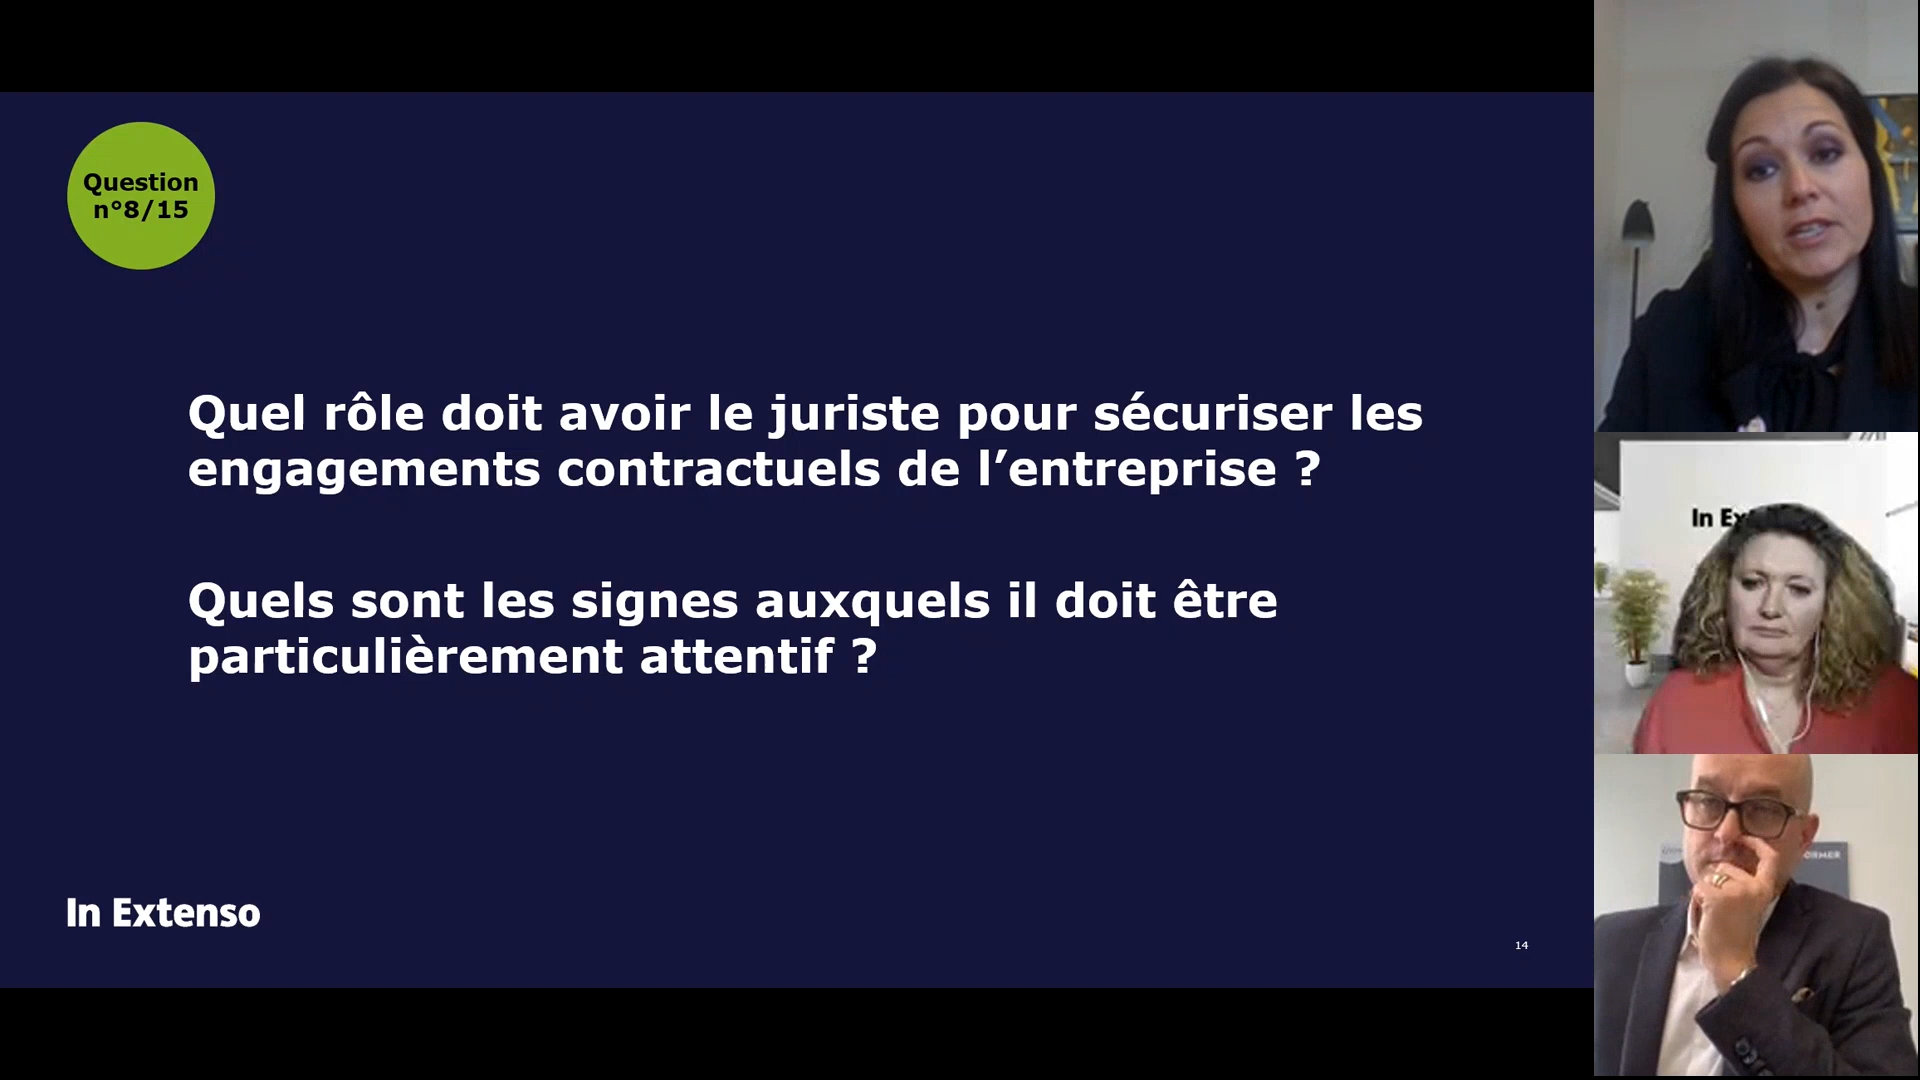 Question
n°8/15
Quel rôle doit avoir le juriste pour sécuriser les
engagements contractuels de l’entreprise ?
Quels sont les signes auxquels il doit être
particulièrement attentif ?
In Extenso
14
In Ex
ORMER